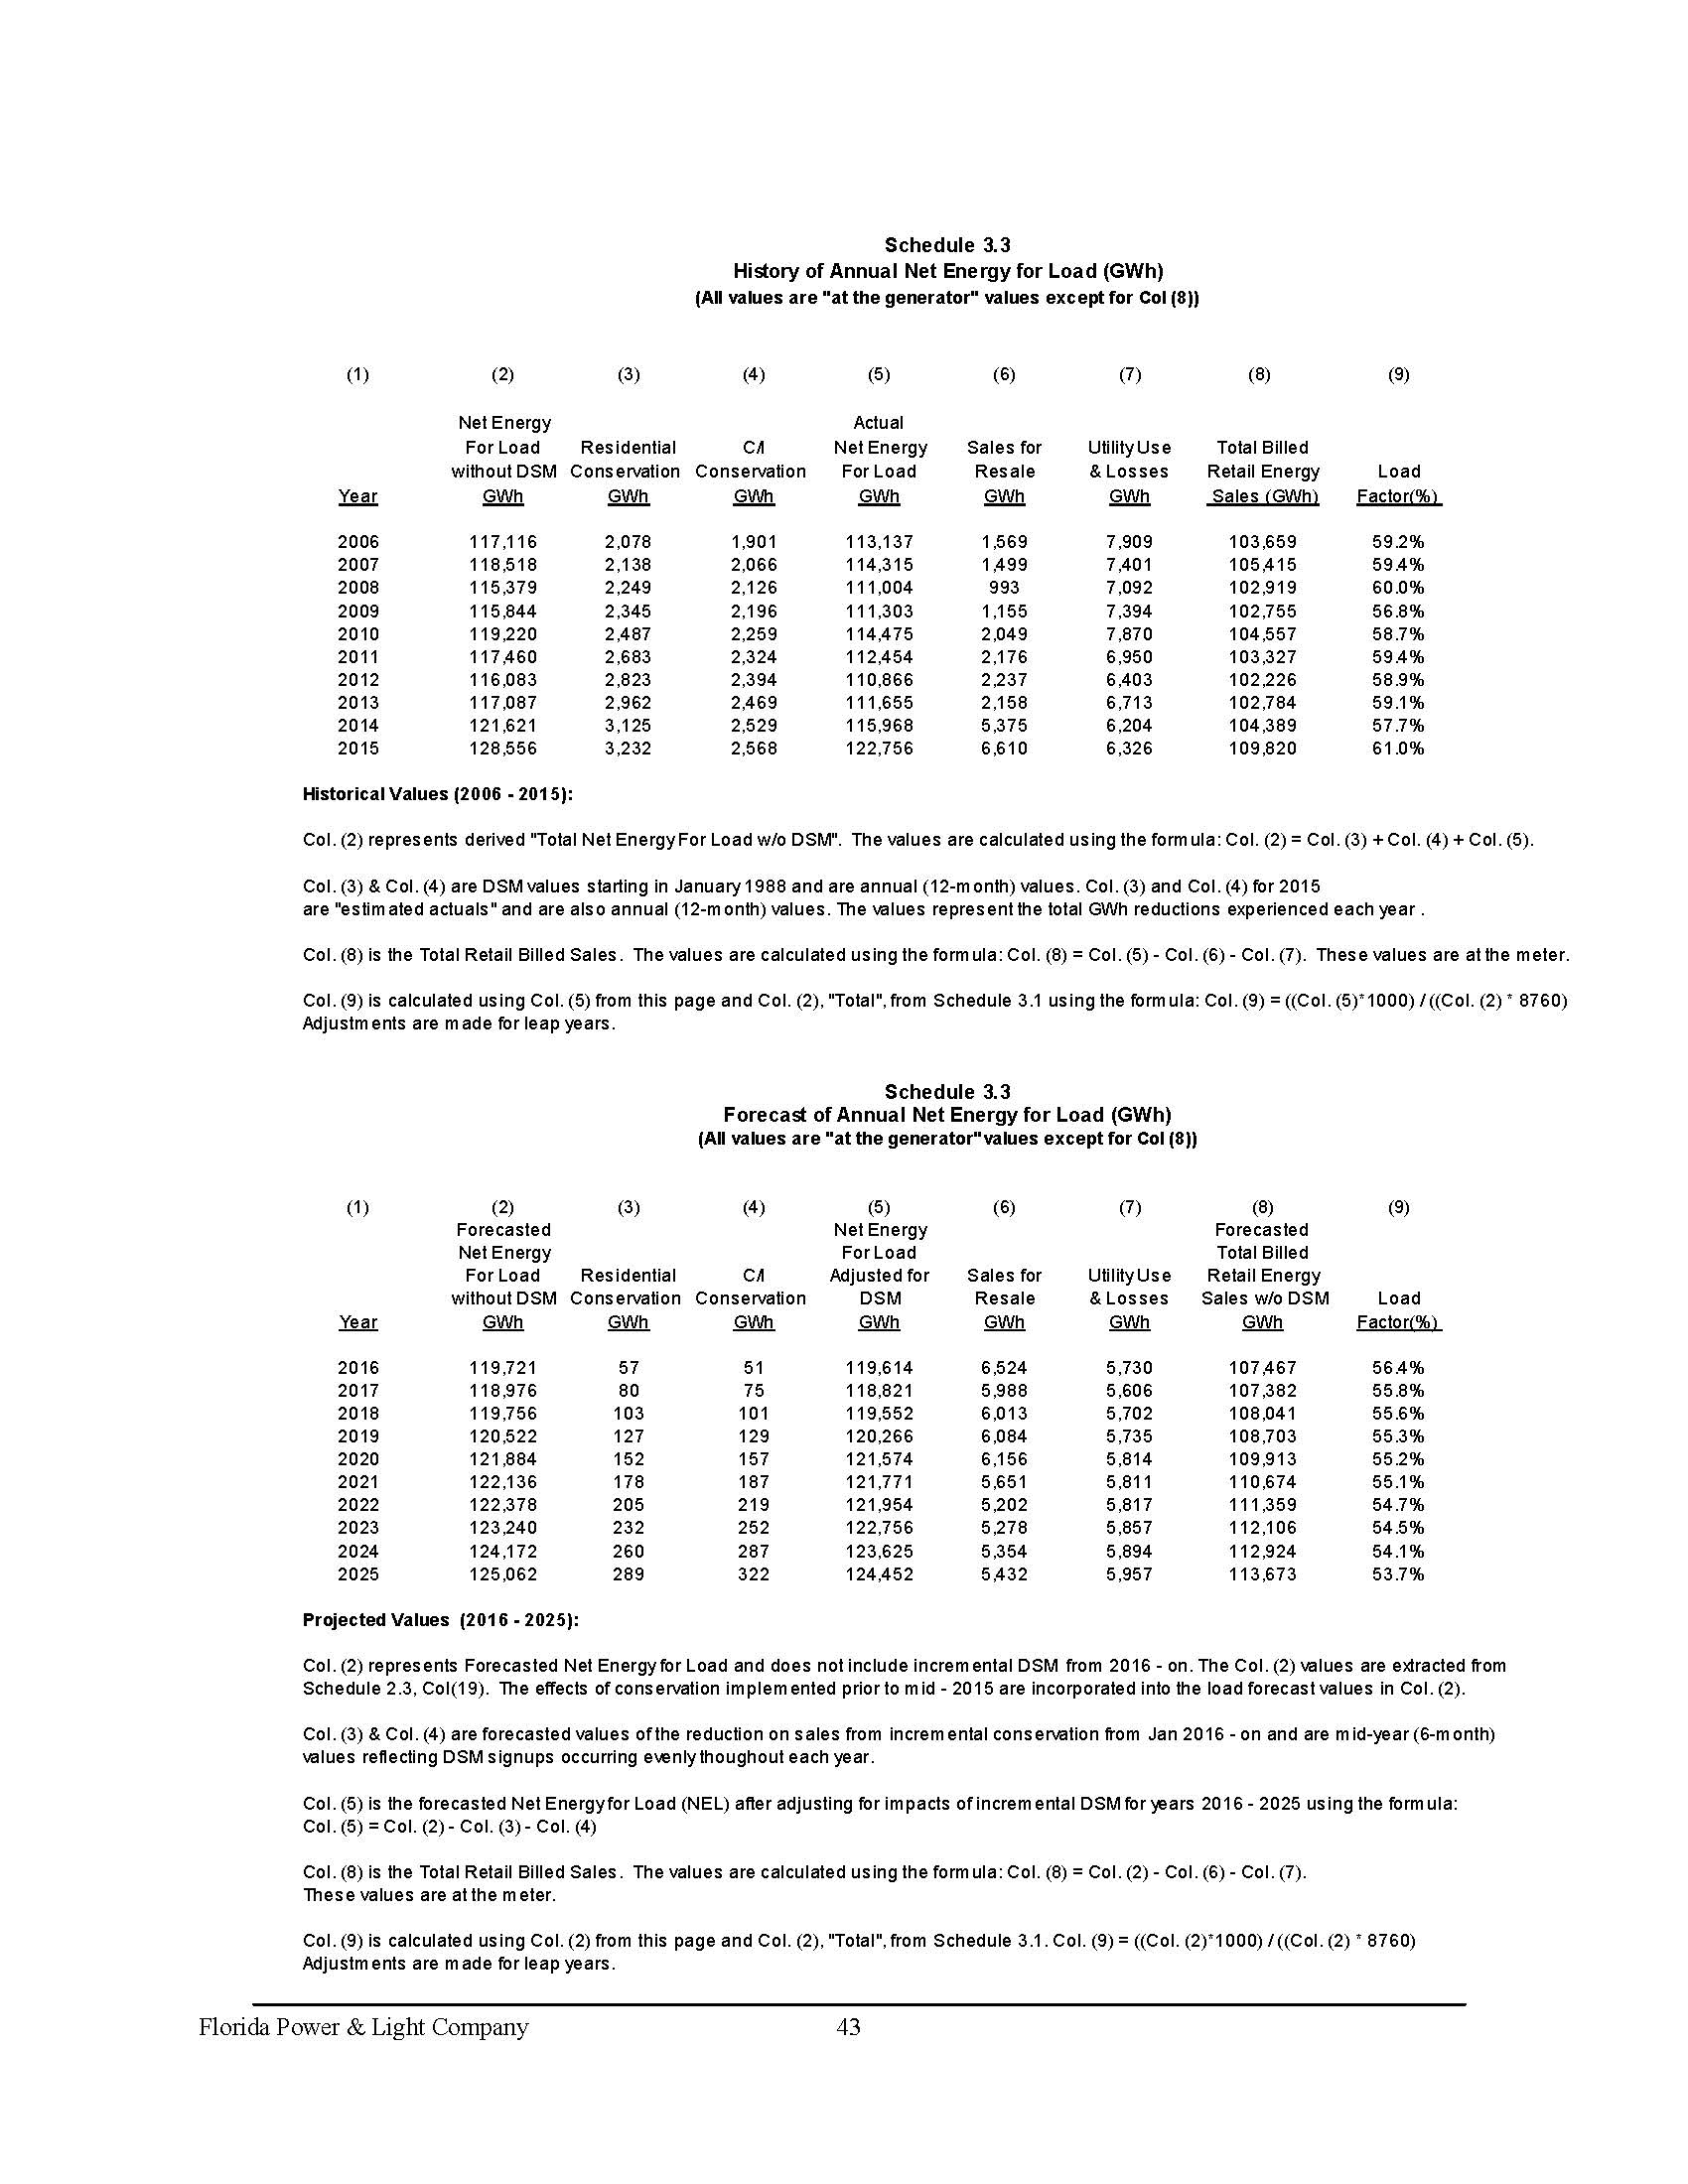 Schedule 3.3
History of Annual Net Energy for Load (GWh)
(All values are "at the generator" values except for Col (8))
(1) (2) (3) (4) (5) (6) (7) (8) (9)
Net Energy Actual
For Load Residential C/I Net Energy Sales for Utility Use Total Billed
without DSM Conservation Conservation For Load Resale & Losses Retail Energy Load
Year GWh GWh GWh GWh GWh GWh Sales (GWh) Factor(%)
2006 117,116 2,078 1,901 113,137 1,569 7,909 103,659 59.2%
2007 118,518 2,138 2,066 114,315 1,499 7,401 105,415 59.4%
2008 115,379 2,249 2,126 111,004 993 7,092 102,919 60.0%
2009 115,844 2,345 2,196 111,303 1,155 7,394 102,755 56.8%
2010 119,220 2,487 2,259 114,475 2,049 7,870 104,557 58.7%
2011 117,460 2,683 2,324 112,454 2,176 6,950 103,327 59.4%
2012 116,083 2,823 2,394 110,866 2,237 6,403 102,226 58.9%
2013 117,087 2,962 2,469 111,655 2,158 6,713 102,784 59.1%
2014 121,621 3,125 2,529 115,968 5,375 6,204 104,389 57.7%
2015 128,556 3,232 2,568 122,756 6,610 6,326 109,820 61.0%
Historical Values (2006 - 2015):
Col. (2) represents derived "Total Net Energy For Load w/o DSM". The values are calculated using the formula: Col. (2) = Col. (3) + Col. (4) + Col. (5).
Col. (3) & Col. (4) are DSM values starting in January 1988 and are annual (12-month) values. Col. (3) and Col. (4) for 2015
are "estimated actuals" and are also annual (12-month) values. The values represent the total GWh reductions experienced each year .
Col. (8) is the Total Retail Billed Sales. The values are calculated using the formula: Col. (8) = Col. (5) - Col. (6) - Col. (7). These values are at the meter.
Col. (9) is calculated using Col. (5) from this page and Col. (2), "Total", from Schedule 3.1 using the formula: Col. (9) = ((Col. (5)*1000) / ((Col. (2) * 8760)
Adjustments are made for leap years.
Schedule 3.3
Forecast of Annual Net Energy for Load (GWh)
(All values are "at the generator" values except for Col (8))
(1) (2) (3) (4) (5) (6) (7) (8) (9)
Forecasted Net Energy Forecasted
Net Energy For Load Total Billed
For Load Residential C/I Adjusted for Sales for Utility Use Retail Energy
without DSM Conservation Conservation DSM Resale & Losses Sales w/o DSM Load
Year GWh GWh GWh GWh GWh GWh GWh Factor(%)
2016 119,721 57 51 119,614 6,524 5,730 107,467 56.4%
2017 118,976 80 75 118,821 5,988 5,606 107,382 55.8%
2018 119,756 103 101 119,552 6,013 5,702 108,041 55.6%
2019 120,522 127 129 120,266 6,084 5,735 108,703 55.3%
2020 121,884 152 157 121,574 6,156 5,814 109,913 55.2%
2021 122,136 178 187 121,771 5,651 5,811 110,674 55.1%
2022 122,378 205 219 121,954 5,202 5,817 111,359 54.7%
2023 123,240 232 252 122,756 5,278 5,857 112,106 54.5%
2024 124,172 260 287 123,625 5,354 5,894 112,924 54.1%
2025 125,062 289 322 124,452 5,432 5,957 113,673 53.7%
Projected Values (2016 - 2025):
Col. (2) represents Forecasted Net Energy for Load and does not include incremental DSM from 2016 - on. The Col. (2) values are extracted from
Schedule 2.3, Col(19). The effects of conservation implemented prior to mid - 2015 are incorporated into the load forecast values in Col. (2).
Col. (3) & Col. (4) are forecasted values of the reduction on sales from incremental conservation from Jan 2016 - on and are mid-year (6-month)
values reflecting DSM signups occurring evenly thoughout each year.
Col. (5) is the forecasted Net Energy for Load (NEL) after adjusting for impacts of incremental DSM for years 2016 - 2025 using the formula:
Col. (5) = Col. (2) - Col. (3) - Col. (4)
Col. (8) is the Total Retail Billed Sales. The values are calculated using the formula: Col. (8) = Col. (2) - Col. (6) - Col. (7).
These values are at the meter.
Col. (9) is calculated using Col. (2) from this page and Col. (2), "Total", from Schedule 3.1. Col. (9) = ((Col. (2)*1000) / ((Col. (2) * 8760)
Adjustments are made for leap years.
Florida Power & Light Company 43